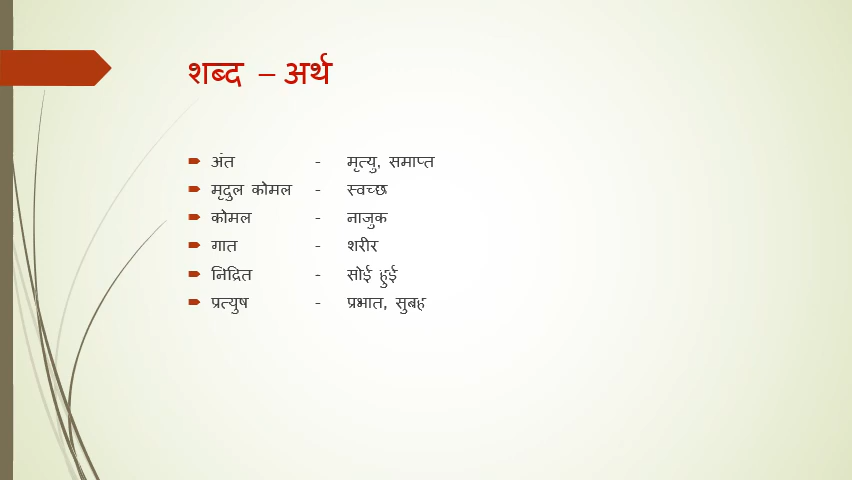 शब्द – अर्थ
अंत - मृत्यु, समाप्त
मृदुल कोमल - स्वच्छ
कोमल - नाजुक
गात - शरीर
निद्रित - सोई हुई
प्रत्युष - प्रभात, सुबह